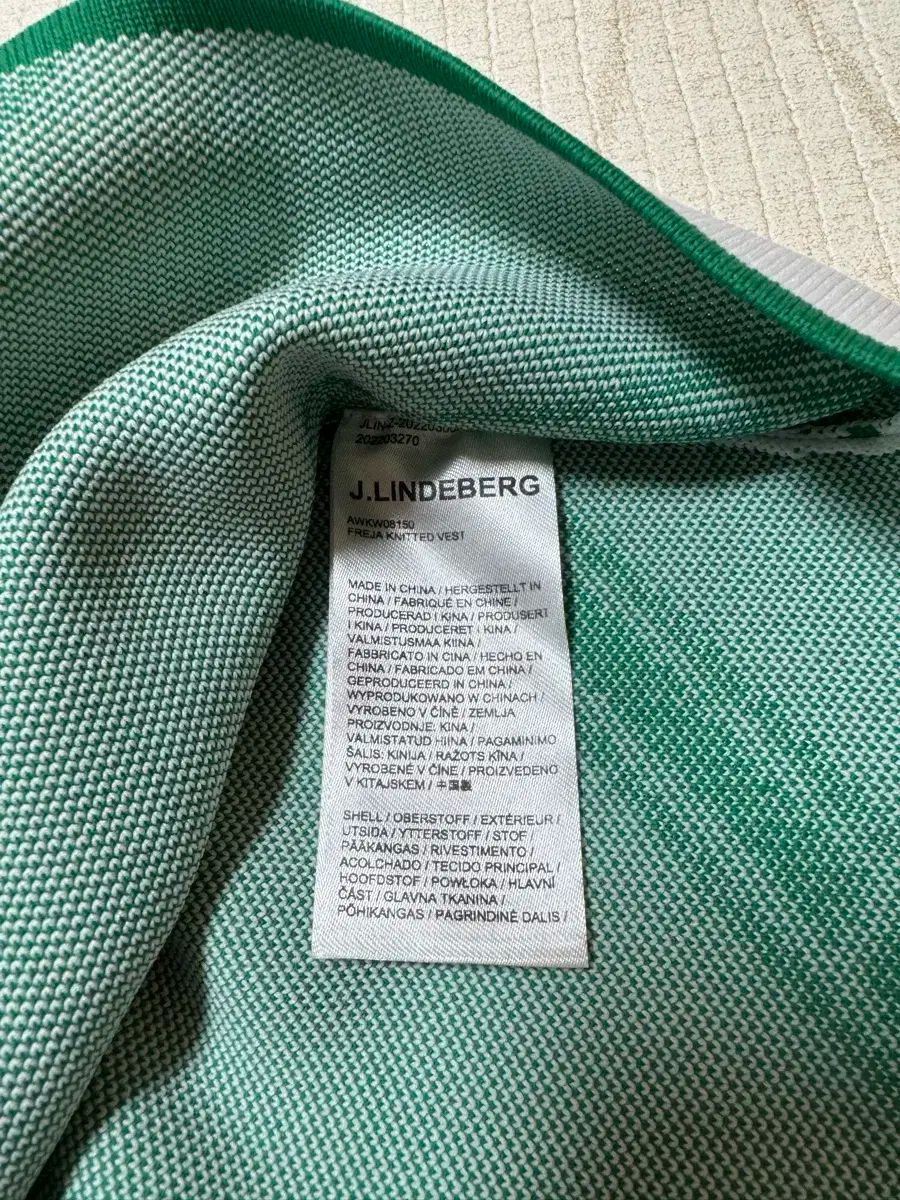 202203270
J.LINDEBERG
AWKW08150
FREJA KNITTED VEST
MADE IN CHINA / HERGESTELLT IN
CHINA / FABRIQUÉ EN CHINE /
PRODUCERAD I KINA / PRODUSERT
I KINA / PRODUCERET I KINA /
VALMISTUSMAA KIINA /
FABBRICATO IN CINA / HECHO EN
CHINA / FABRICADO EM CHINA /
GEPRODUCEERD IN CHINA /
WYPRODUKOWANO W CHINACH /
VYROBENO V ČÍNĚ / ZEMLJA
PROIZVODNJE: KINA /
VALMISTATUD HIINA / PAGAMINIMO
ŠALIS: KINIJA / RAŽOTS ĶĪNA /
VYROBENÉ V ČÍNE / PROIZVEDENO
V KITAJSKEM /
SHELL / OBERSTOFF / EXTÉRIEUR /
UTSIDA / YTTERSTOFF / STOF /
PÄÄKANGAS / RIVESTIMENTO /
ACOLCHADO / TECIDO PRINCIPAL /
HOOFDSTOF / POWŁOKA / HLAVNÍ
ČÁST / GLAVNA TKANINA /
PÕHIKANGAS / PAGRINDINĖ DALIS /